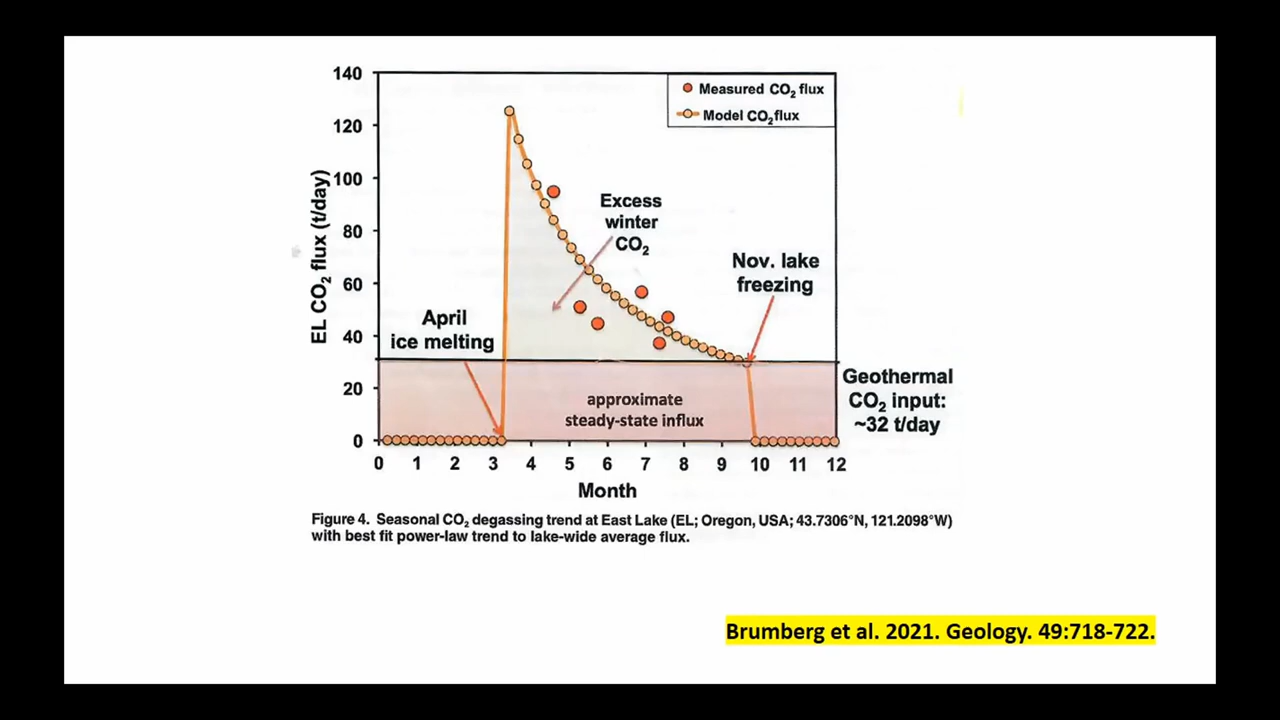 140
120
100
80
60
40
20
0
EL CO₂ flux (t/day)
Measured CO₂ flux
Model CO₂flux
Excess
winter
CO₂
Nov. lake
freezing
April
ice melting
approximate
steady-state influx
Geothermal
CO₂ input:
~32 t/day
0 1 2 3 4 5 6 7 8 9 10 11 12
Month
Figure 4. Seasonal CO₂ degassing trend at East Lake (EL; Oregon, USA; 43.7306°N, 121.2098°W)
with best fit power-law trend to lake-wide average flux.
Brumberg et al. 2021. Geology. 49:718-722.